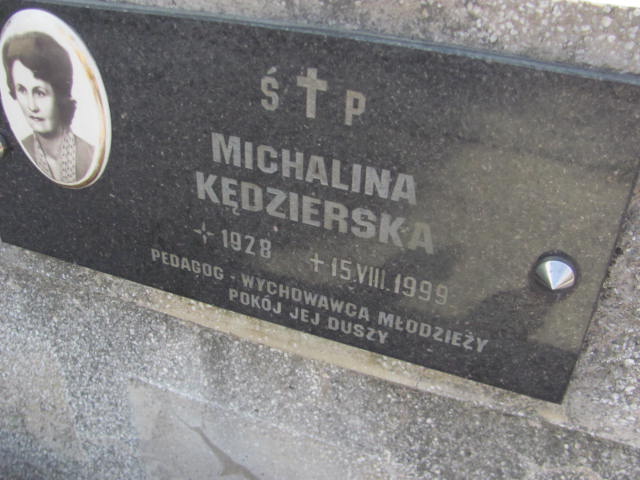 Ś † P
MICHALINA
KĘDZIERSKA
1928 +15.VIII.1999
PEDAGOG - WYCHOWAWCA MŁODZIEŻY
POKÓJ JEJ DUSZY